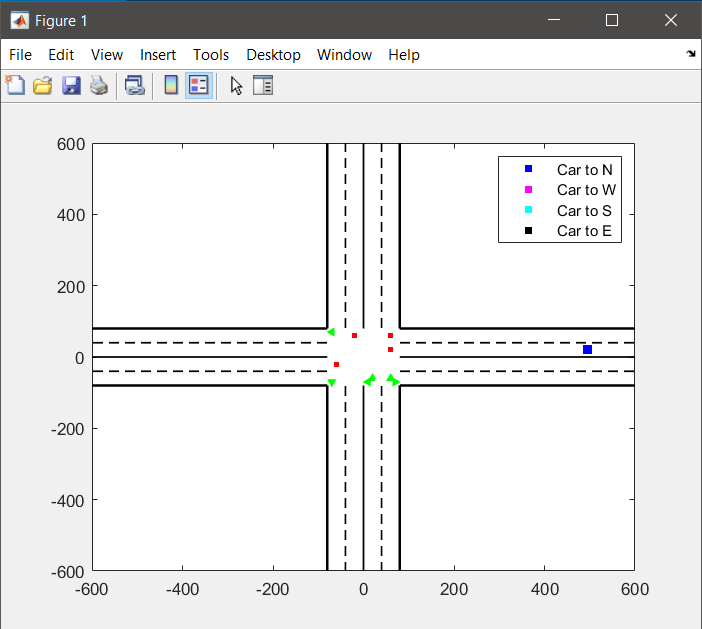 Figure 1
File Edit View Insert Tools Desktop Window Help
600
400
200
0
-200
-400
-600
-600 -400 -200 0 200 400 600
Car to N
Car to W
Car to S
Car to E